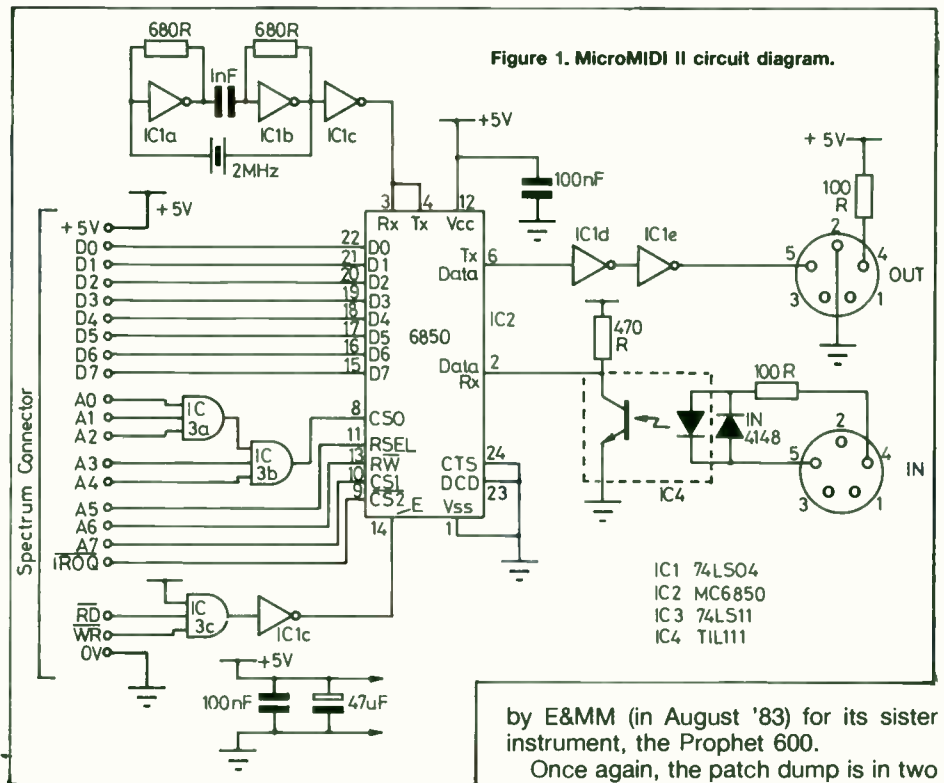 Figure 1. MicroMIDI II circuit diagram.
680R
680R
1nF
IC1a
IC1b
IC1c
2MHz
+5V
100nF
3
4
12
Rx
Tx
Vcc
+5V
+5V
D0
D1
D2
D3
D4
D5
D6
D7
22
21
20
19
18
17
16
15
D0
D1
D2
D3
D4
D5
D6
D7
6850
IC2
Tx
Data
6
IC1d
IC1e
+5V
100
R
2
5
4
3
1
OUT
470
R
Data
Rx
2
100R
IN
4148
IC4
2
5
4
3
1
IN
Spectrum Connector
A0
A1
A2
A3
A4
A5
A6
A7
IROQ
IC
3a
IC
3b
8
11
13
10
9
CS0
RSEL
RW
CS1
CS2
CTS
DCD
24
23
Vss
1
E
14
RD
WR
0V
IC
3c
IC1c
+5V
100nF
47uF
IC1 74LS04
IC2 MC6850
IC3 74LS11
IC4 TIL111
by E&MM (in August '83) for its sister
instrument, the Prophet 600.
Once again, the patch dump is in two